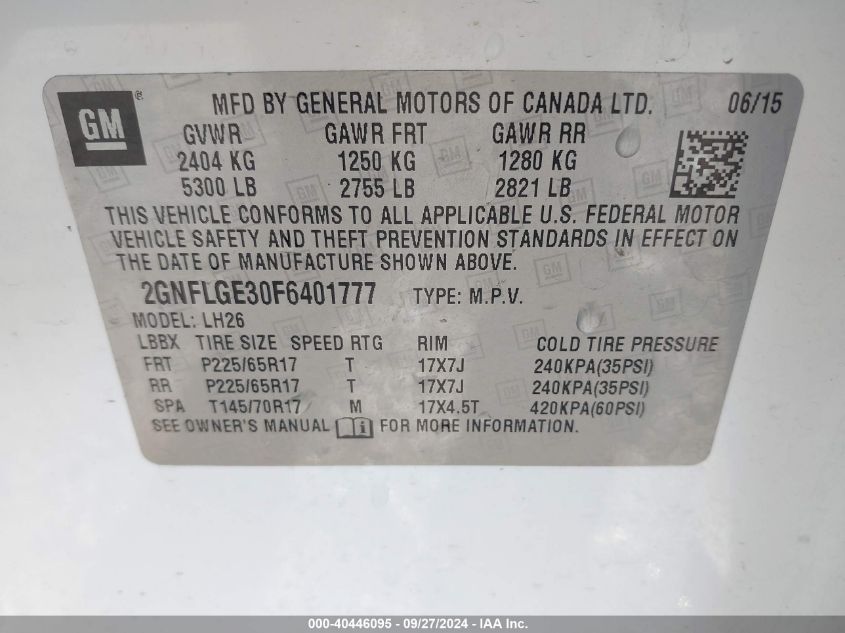 GM ® MFD BY GENERAL MOTORS OF CANADA LTD. 06/15
GVWR GAWR FRT GAWR RR
2404 KG 1250 KG 1280 KG
5300 LB 2755 LB 2821 LB
THIS VEHICLE CONFORMS TO ALL APPLICABLE U.S. FEDERAL MOTOR
VEHICLE SAFETY AND THEFT PREVENTION STANDARDS IN EFFECT ON
THE DATE OF MANUFACTURE SHOWN ABOVE.
2GNFLGE30F6401777 TYPE: M.P.V.
MODEL: LH26
LBBX TIRE SIZE SPEED RTG RIM COLD TIRE PRESSURE
FRT P225/65R17 T 17X7J 240KPA(35PSI)
RR P225/65R17 T 17X7J 240KPA(35PSI)
SPA T145/70R17 M 17X4.5T 420KPA(60PSI)
SEE OWNER'S MANUAL i FOR MORE INFORMATION.
000-40446095 - 09/27/2024 - IAA Inc.